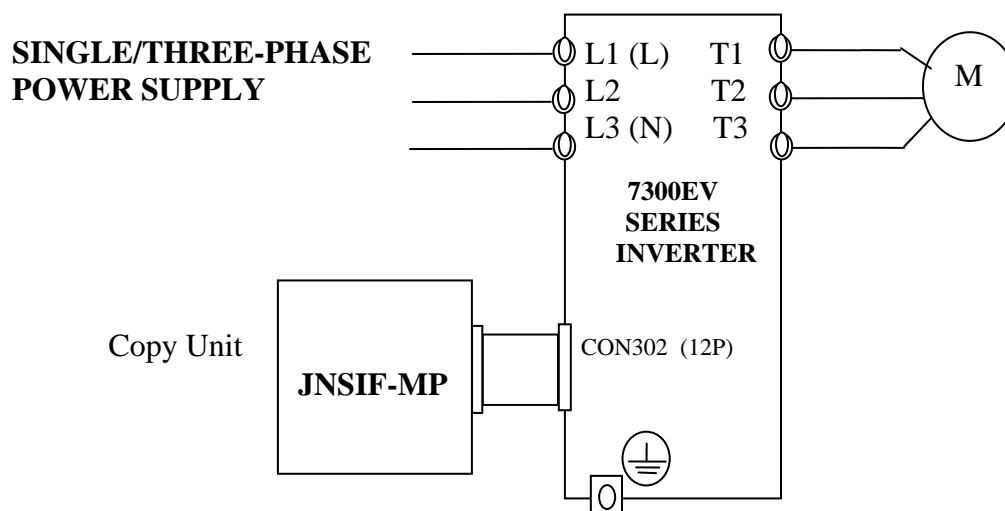 SINGLE/THREE-PHASE
POWER SUPPLY
L1 (L) T1
L2 T2
L3 (N) T3
M
7300EV
SERIES
INVERTER
Copy Unit
JNSIF-MP
CON302 (12P)